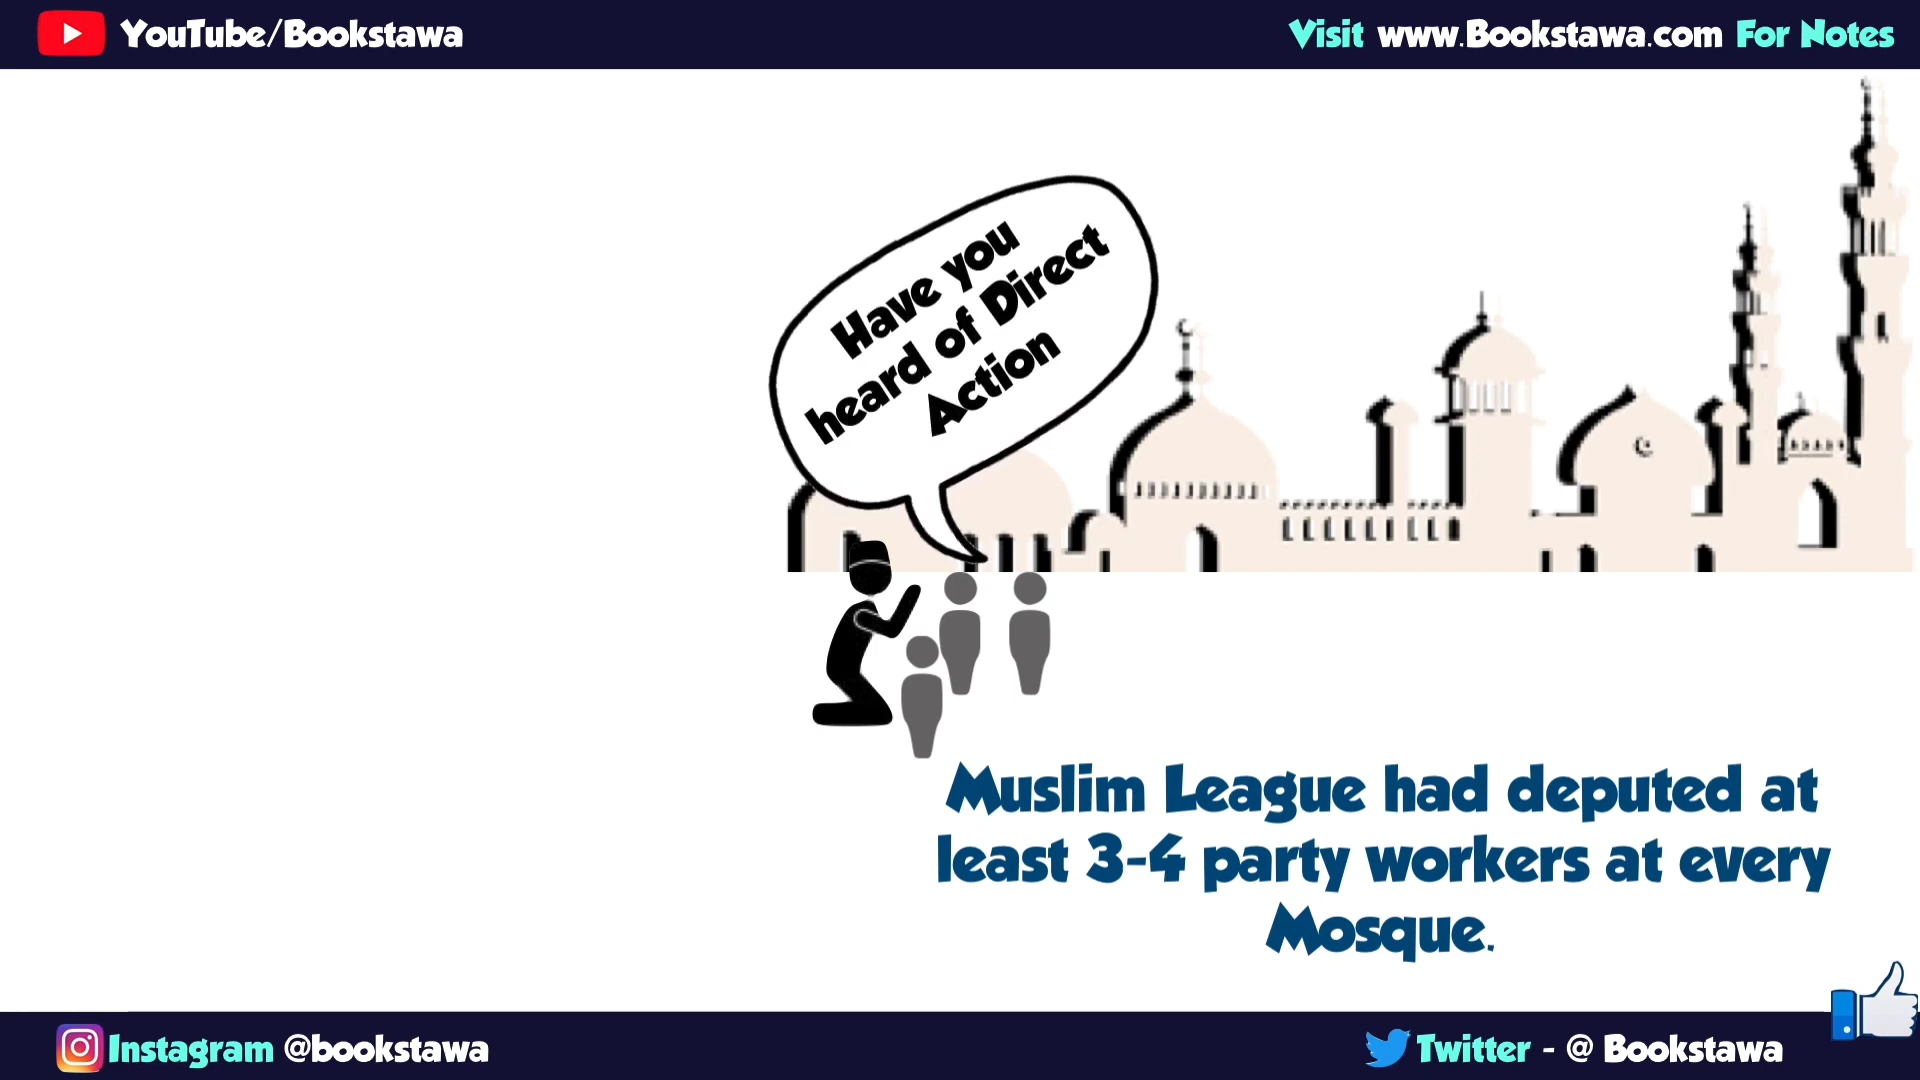 YouTube/Bookstawa
Visit www.Bookstawa.com For Notes
Have you
heard of Direct
Action
Muslim League had deputed at
least 3-4 party workers at every
Mosque.
Instagram @bookstawa
Twitter - @ Bookstawa